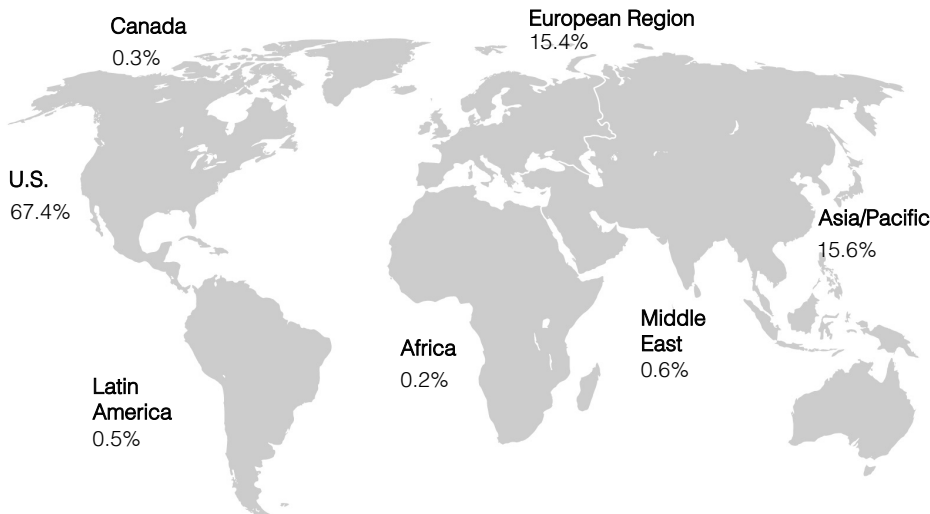 Canada
0.3%
European Region
15.4%
U.S.
67.4%
Asia/Pacific
15.6%
Middle
East
0.6%
Africa
0.2%
Latin
America
0.5%